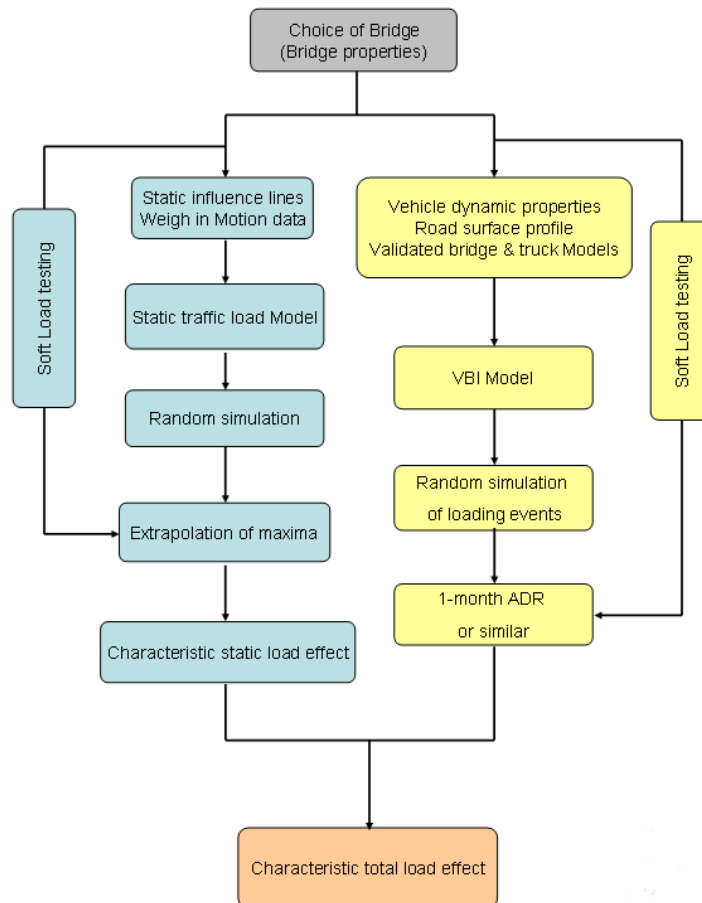 Choice of Bridge
(Bridge properties)
Soft Load testing
Static influence lines
Weigh in Motion data
Static traffic load Model
Random simulation
Extrapolation of maxima
Characteristic static load effect
Vehicle dynamic properties
Road surface profile
Validated bridge & truck Models
VBI Model
Random simulation
of loading events
1-month ADR
or similar
Soft Load testing
Characteristic total load effect